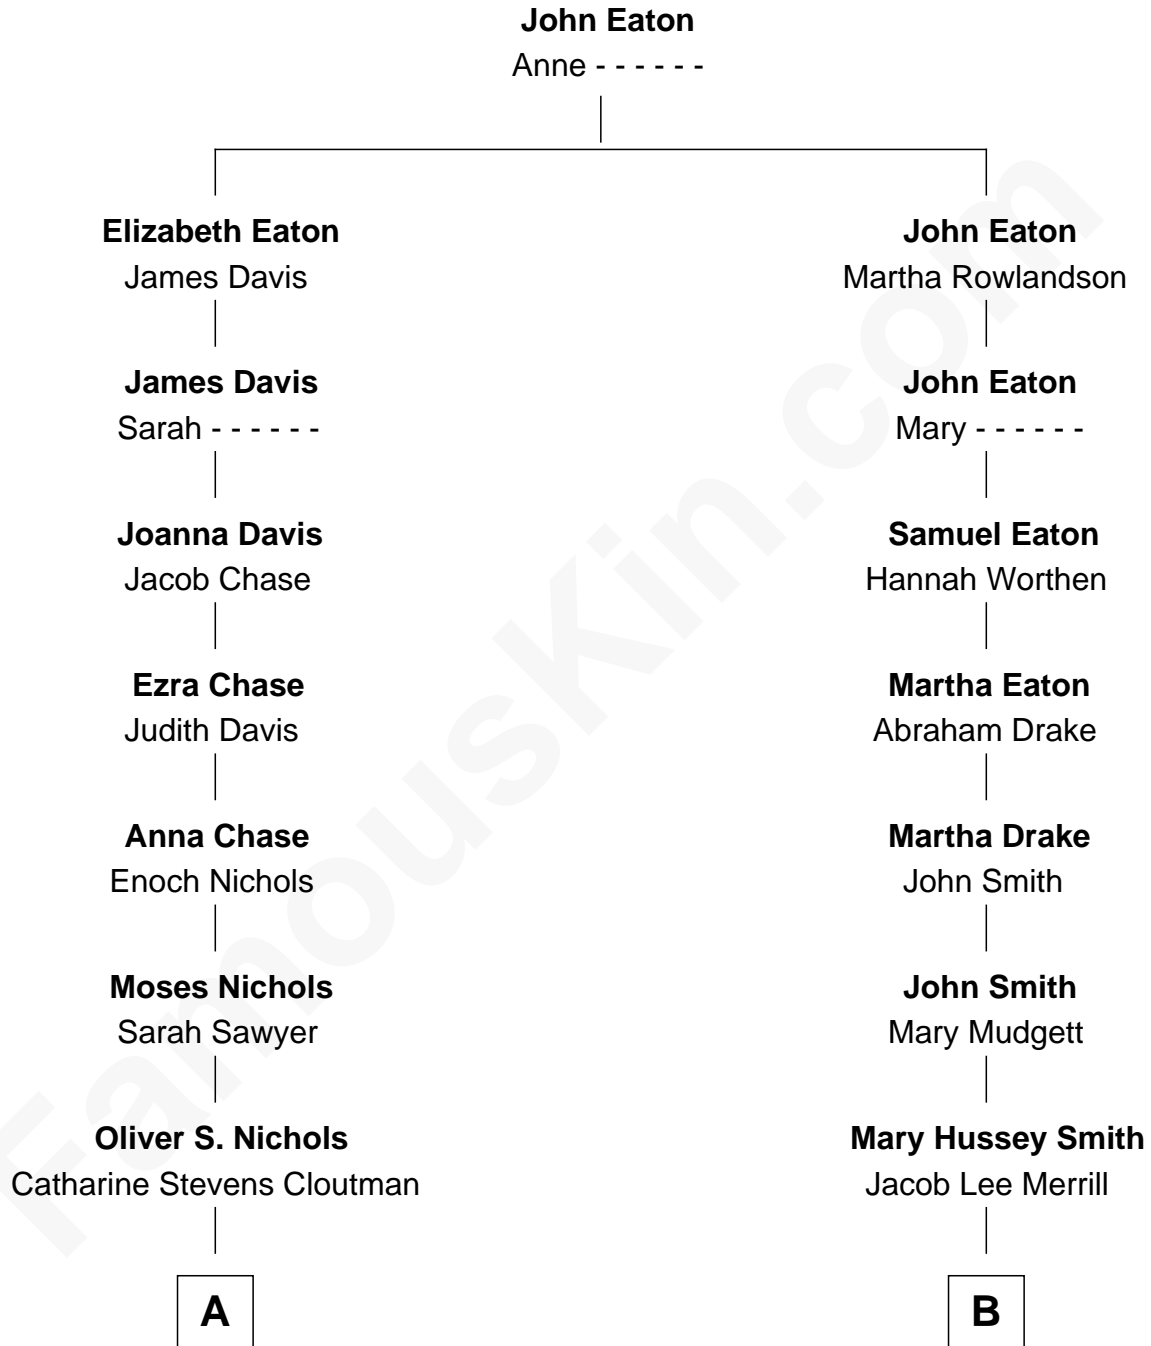 John Eaton
Anne - - - - - -
Elizabeth Eaton
James Davis
John Eaton
Martha Rowlandson
James Davis
Sarah - - - - - -
John Eaton
Mary - - - - - -
Joanna Davis
Jacob Chase
Samuel Eaton
Hannah Worthen
Ezra Chase
Judith Davis
Martha Eaton
Abraham Drake
Anna Chase
Enoch Nichols
Martha Drake
John Smith
Moses Nichols
Sarah Sawyer
John Smith
Mary Mudgett
Oliver S. Nichols
Catharine Stevens Cloutman
Mary Hussey Smith
Jacob Lee Merrill
A
B
FamousKin.com